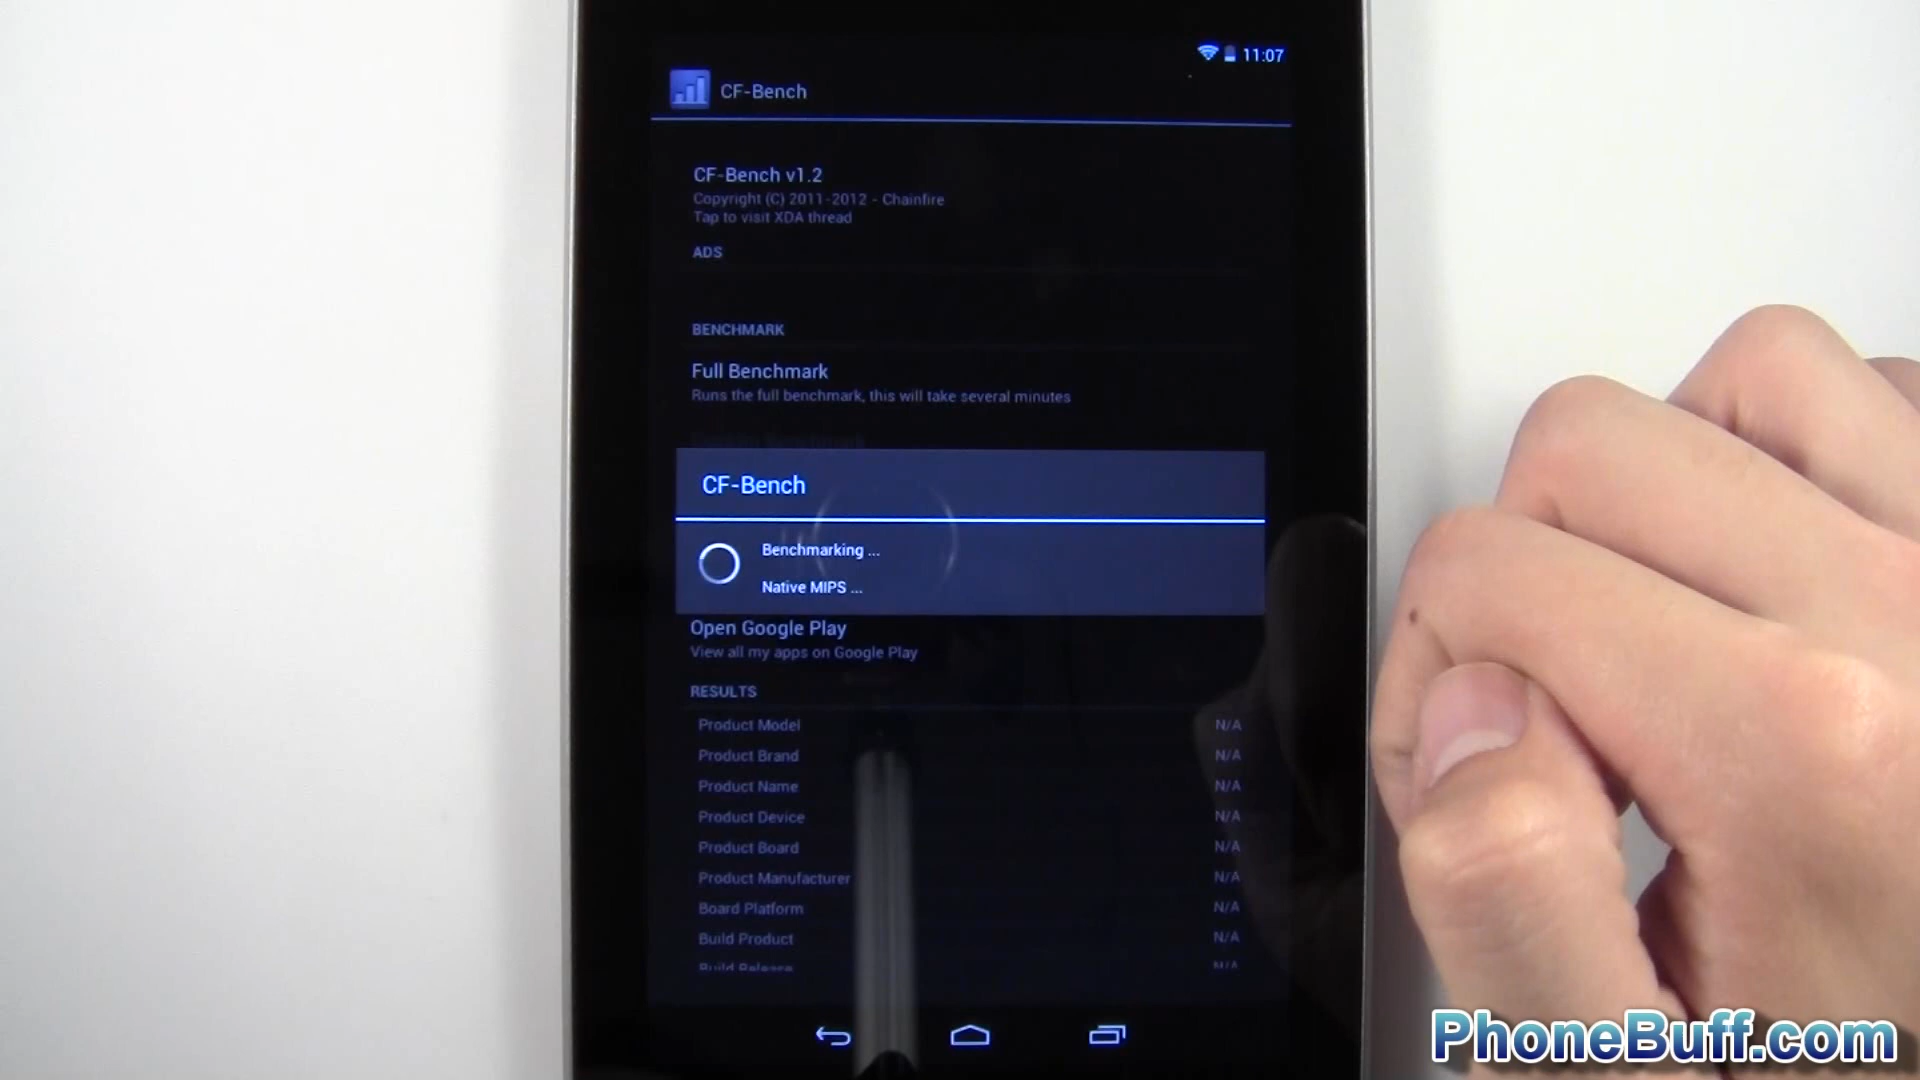 11:07
CF-Bench
CF-Bench v1.2
Copyright (C) 2011-2012 - Chainfire
Tap to visit XDA thread
ADS
BENCHMARK
Full Benchmark
Runs the full benchmark, this will take several minutes
CF-Bench
Benchmarking ...
Native MIPS ...
Open Google Play
View all my apps on Google Play
RESULTS
Product Model N/A
Product Brand N/A
Product Name N/A
Product Device N/A
Product Board N/A
Product Manufacturer N/A
Board Platform N/A
Build Product N/A
Build Release N/A
PhoneBuff.com